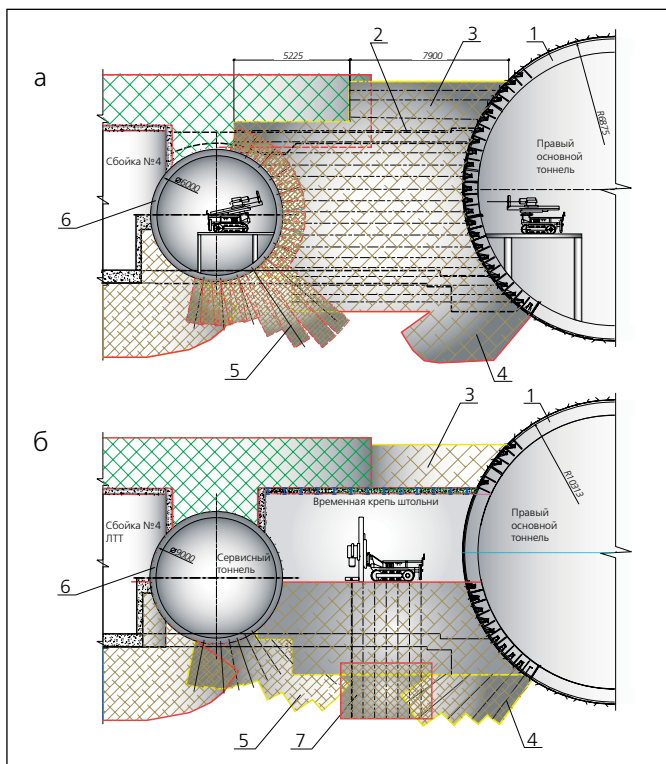 а
5225
7900
2
3
1
R6875
Сбойка №4
Правый
основной
тоннель
6
Ø6000
5
4
б
3
1
R10313
Временная крепь штольни
Сбойка №4
ЛТТ
Правый
основной
тоннель
Ø9000
Сервисный
тоннель
6
5
7
4